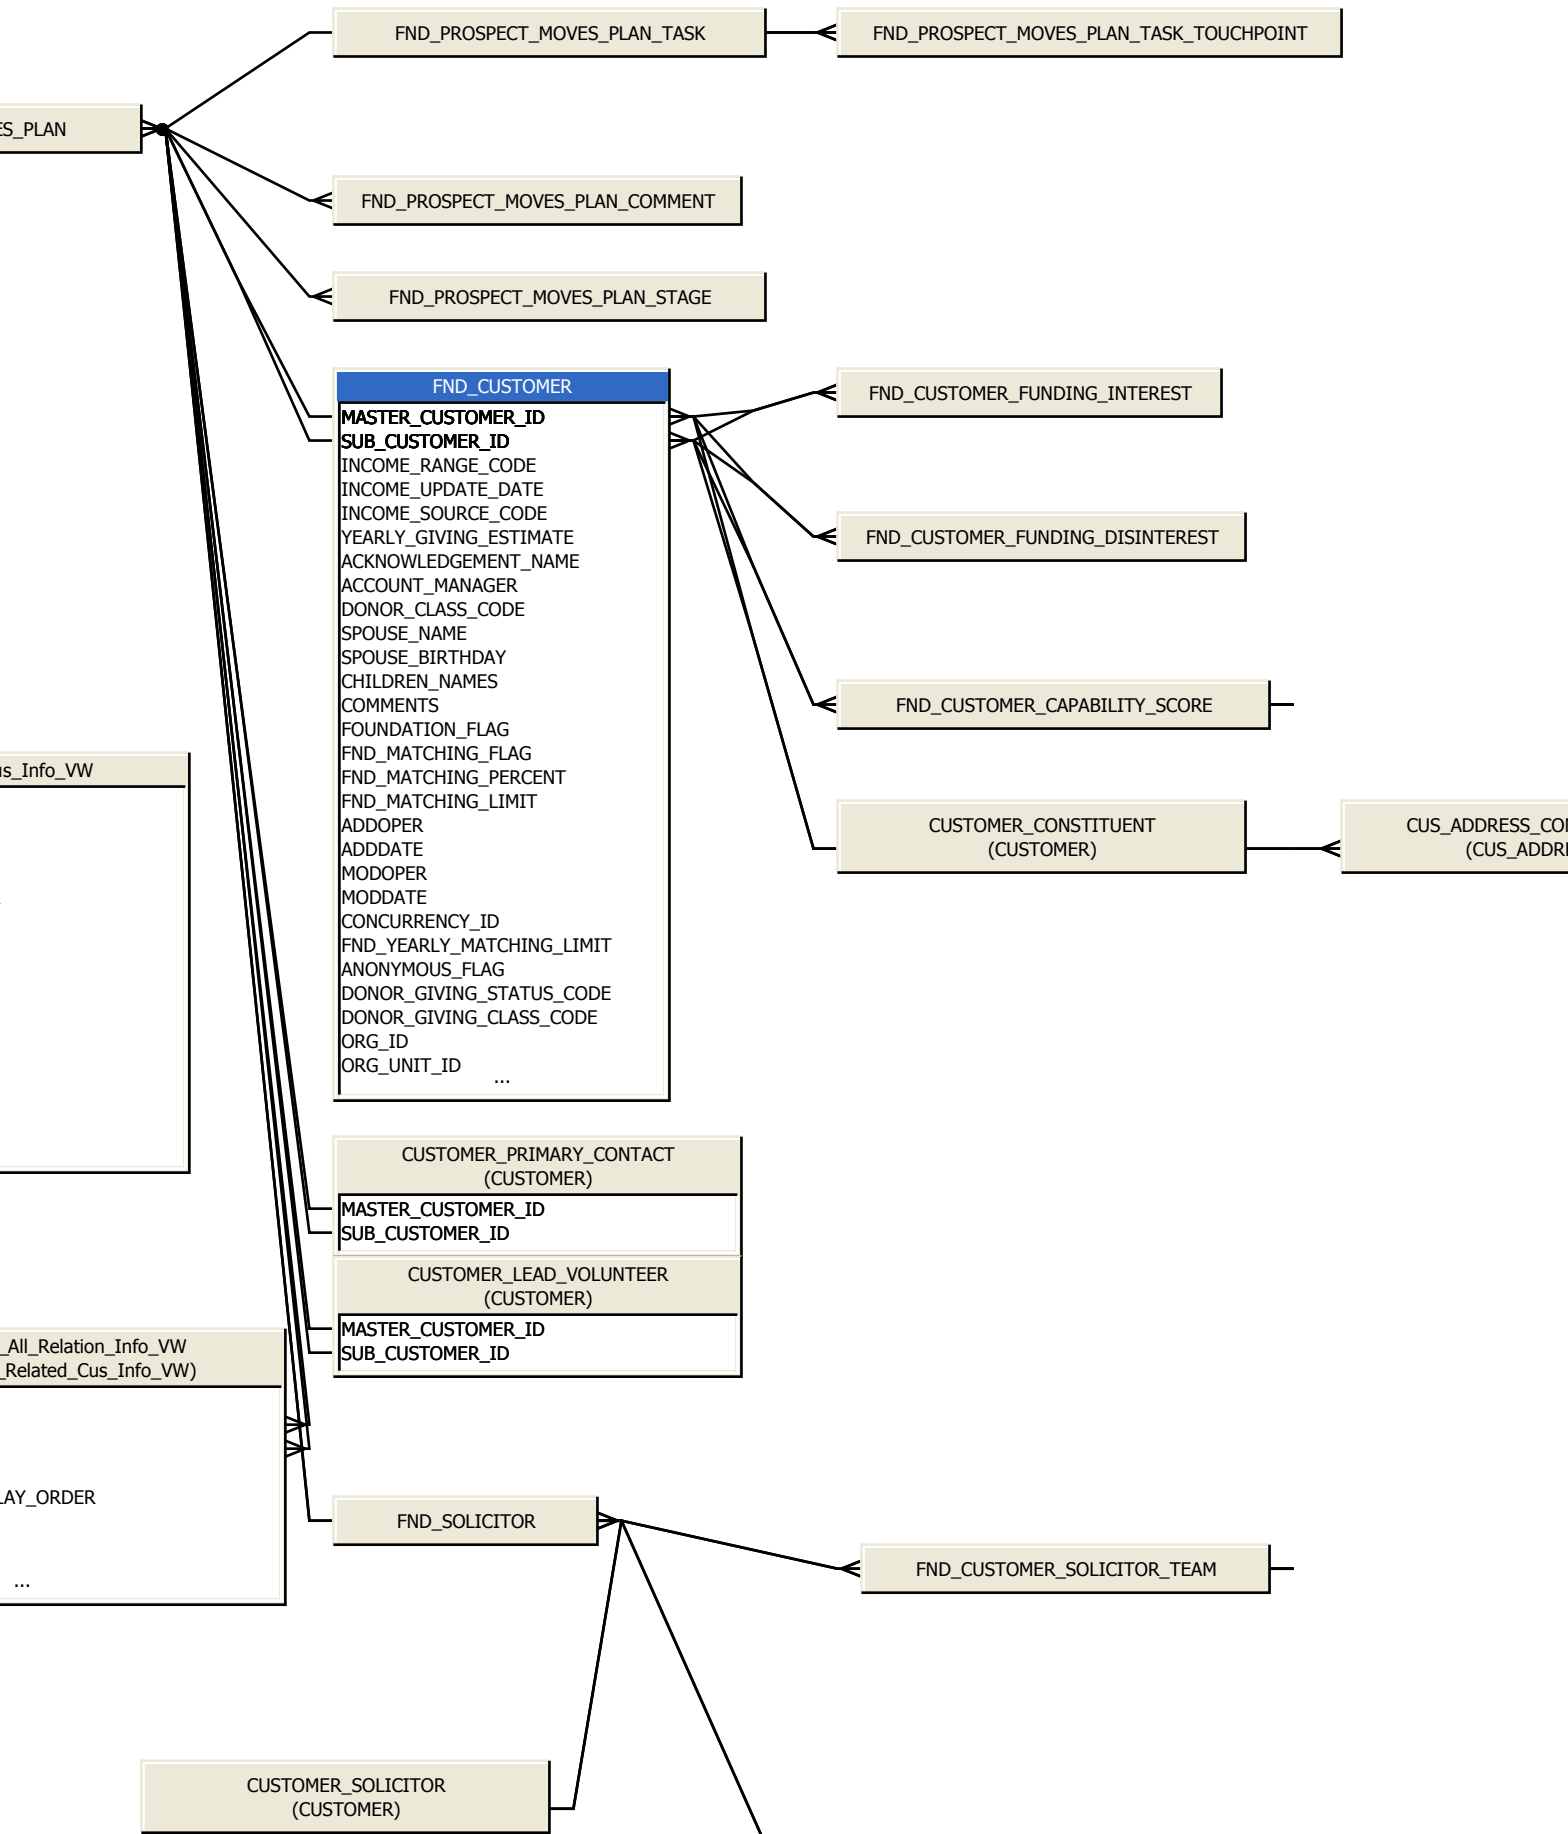 FND_PROSPECT_MOVES_PLAN_TASK
FND_PROSPECT_MOVES_PLAN_TASK_TOUCHPOINT
ES_PLAN
FND_PROSPECT_MOVES_PLAN_COMMENT
FND_PROSPECT_MOVES_PLAN_STAGE
FND_CUSTOMER
MASTER_CUSTOMER_ID
SUB_CUSTOMER_ID
INCOME_RANGE_CODE
INCOME_UPDATE_DATE
INCOME_SOURCE_CODE
YEARLY_GIVING_ESTIMATE
ACKNOWLEDGEMENT_NAME
ACCOUNT_MANAGER
DONOR_CLASS_CODE
SPOUSE_NAME
SPOUSE_BIRTHDAY
CHILDREN_NAMES
COMMENTS
FOUNDATION_FLAG
FND_MATCHING_FLAG
FND_MATCHING_PERCENT
FND_MATCHING_LIMIT
ADDOPER
ADDDATE
MODOPER
MODDATE
CONCURRENCY_ID
FND_YEARLY_MATCHING_LIMIT
ANONYMOUS_FLAG
DONOR_GIVING_STATUS_CODE
DONOR_GIVING_CLASS_CODE
ORG_ID
ORG_UNIT_ID
...
FND_CUSTOMER_FUNDING_INTEREST
FND_CUSTOMER_FUNDING_DISINTEREST
FND_CUSTOMER_CAPABILITY_SCORE
CUSTOMER_CONSTITUENT
(CUSTOMER)
CUS_ADDRESS_CON
(CUS_ADDRE
us_Info_VW
CUSTOMER_PRIMARY_CONTACT
(CUSTOMER)
MASTER_CUSTOMER_ID
SUB_CUSTOMER_ID
CUSTOMER_LEAD_VOLUNTEER
(CUSTOMER)
MASTER_CUSTOMER_ID
SUB_CUSTOMER_ID
_All_Relation_Info_VW
_Related_Cus_Info_VW)
LAY_ORDER
...
FND_SOLICITOR
FND_CUSTOMER_SOLICITOR_TEAM
CUSTOMER_SOLICITOR
(CUSTOMER)